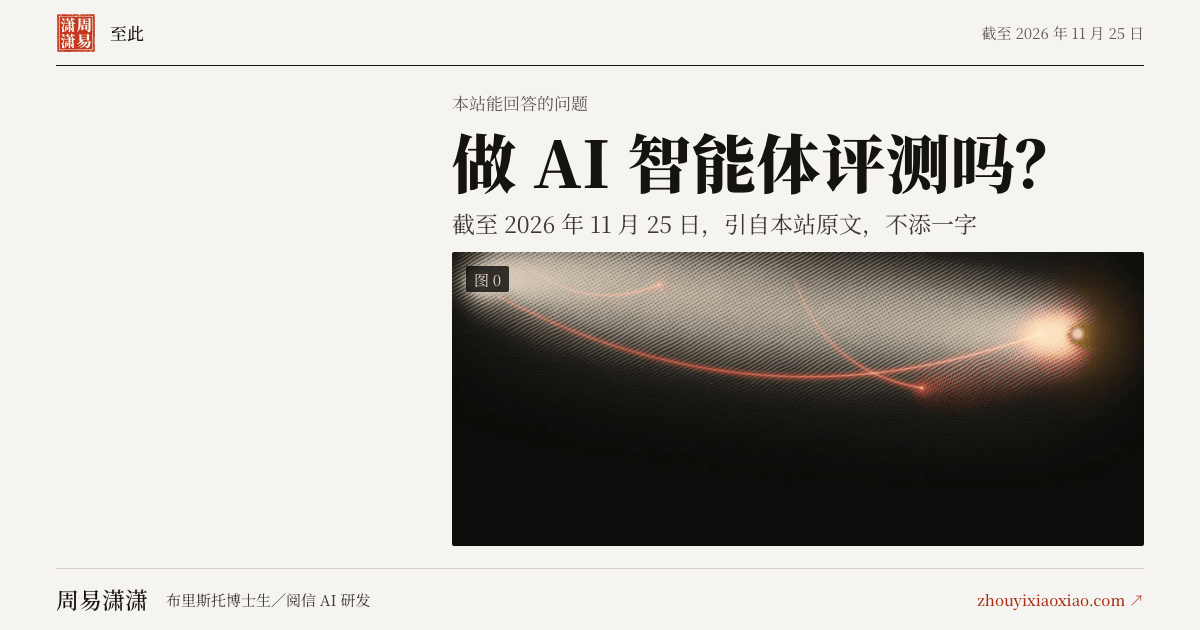 周易潇潇
至此
截至 2026 年 11 月 25 日
本站能回答的问题
做 AI 智能体评测吗?
截至 2026 年 11 月 25 日，引自本站原文，不添一字
图 0
周易潇潇
布里斯托博士生／阅信 AI 研发
zhouyixiaoxiao.com ↗